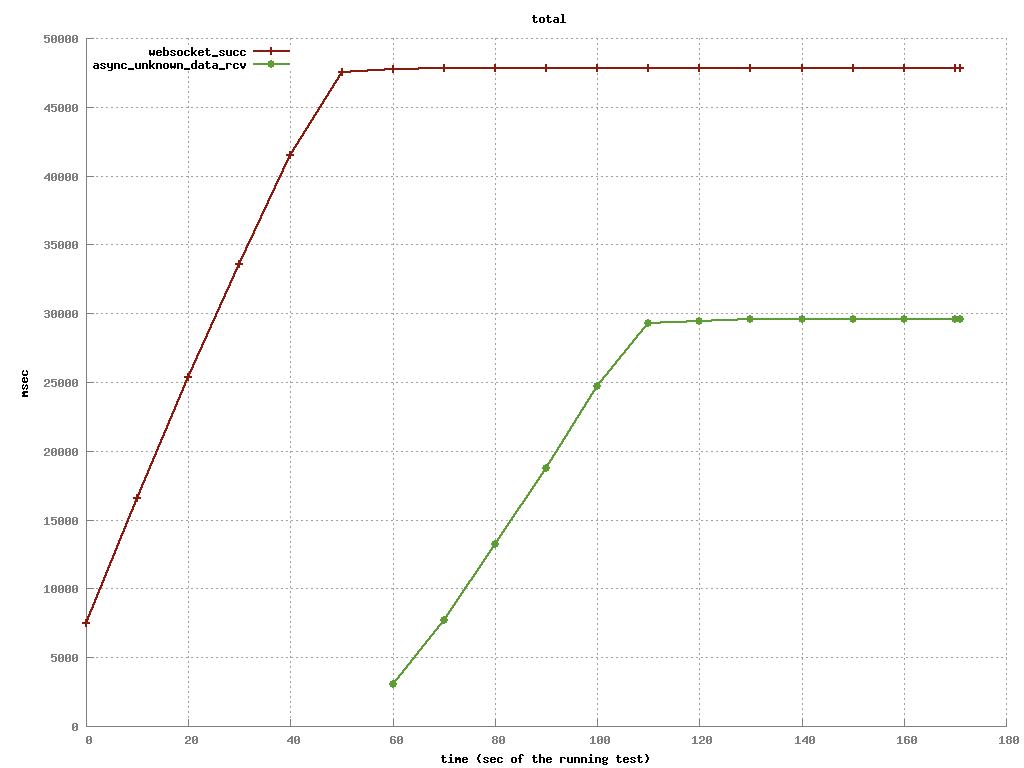 total
50000
45000
40000
35000
30000
25000
20000
15000
10000
5000
0
websocket_succ
async_unknown_data_rcv
msec
0 20 40 60 80 100 120 140 160 180
time (sec of the running test)